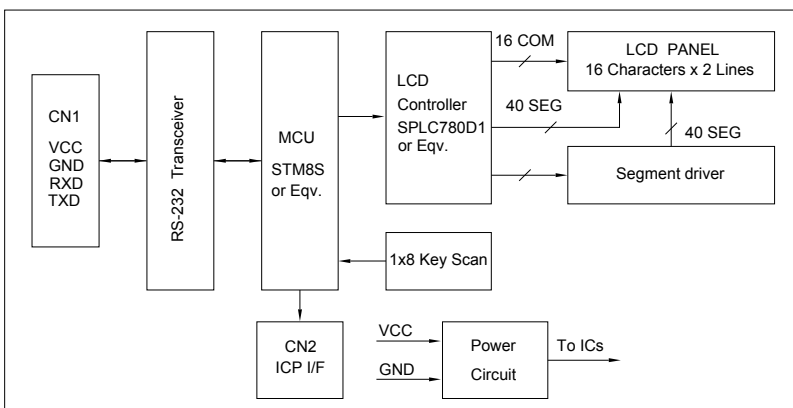 CN1
VCC
GND
RXD
TXD
RS-232 Transceiver
MCU
STM8S
or Eqv.
LCD
Controller
SPLC780D1
or Eqv.
16 COM
40 SEG
LCD PANEL
16 Characters x 2 Lines
40 SEG
Segment driver
1x8 Key Scan
CN2
ICP I/F
VCC
GND
Power
Circuit
To ICs